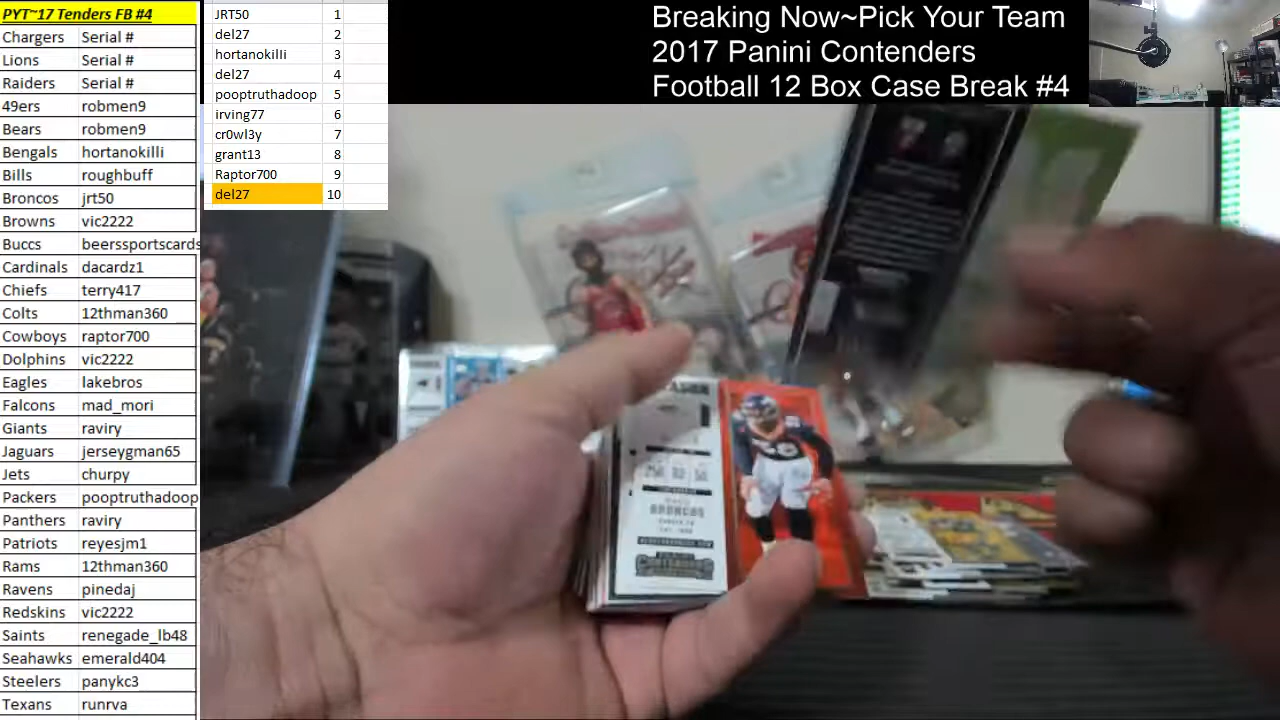 PYT~17 Tenders FB #4
Chargers Serial #
Lions Serial #
Raiders Serial #
49ers robmen9
Bears robmen9
Bengals hortanokilli
Bills roughbuff
Broncos jrt50
Browns vic2222
Buccs beerssportscards
Cardinals dacardz1
Chiefs terry417
Colts 12thman360
Cowboys raptor700
Dolphins vic2222
Eagles lakebros
Falcons mad_mori
Giants raviry
Jaguars jerseygman65
Jets churpy
Packers pooptruthadoop
Panthers raviry
Patriots reyesjm1
Rams 12thman360
Ravens pinedaj
Redskins vic2222
Saints renegade_lb48
Seahawks emerald404
Steelers panykc3
Texans runrva
JRT50 1
del27 2
hortanokilli 3
del27 4
pooptruthadoop 5
irving77 6
cr0wl3y 7
grant13 8
Raptor700 9
del27 10
Breaking Now~Pick Your Team
2017 Panini Contenders
Football 12 Box Case Break #4
BRONCOS
CONTENDERS